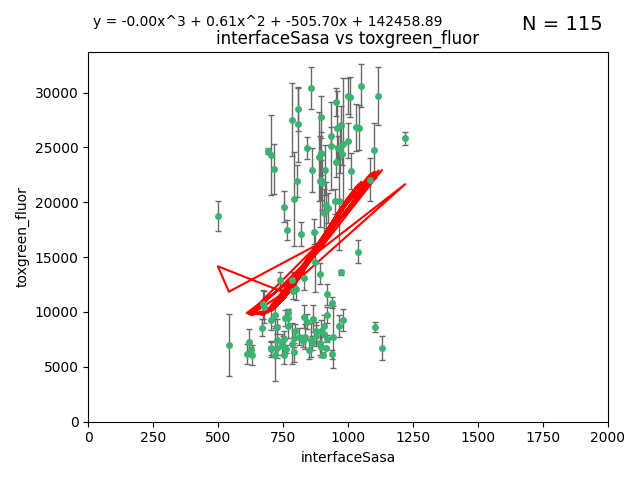 y = -0.00x^3 + 0.61x^2 + -505.70x + 142458.89
N = 115
interfaceSasa vs toxgreen_fluor
30000
25000
20000
15000
10000
5000
0
toxgreen_fluor
0 250 500 750 1000 1250 1500 1750 2000
interfaceSasa